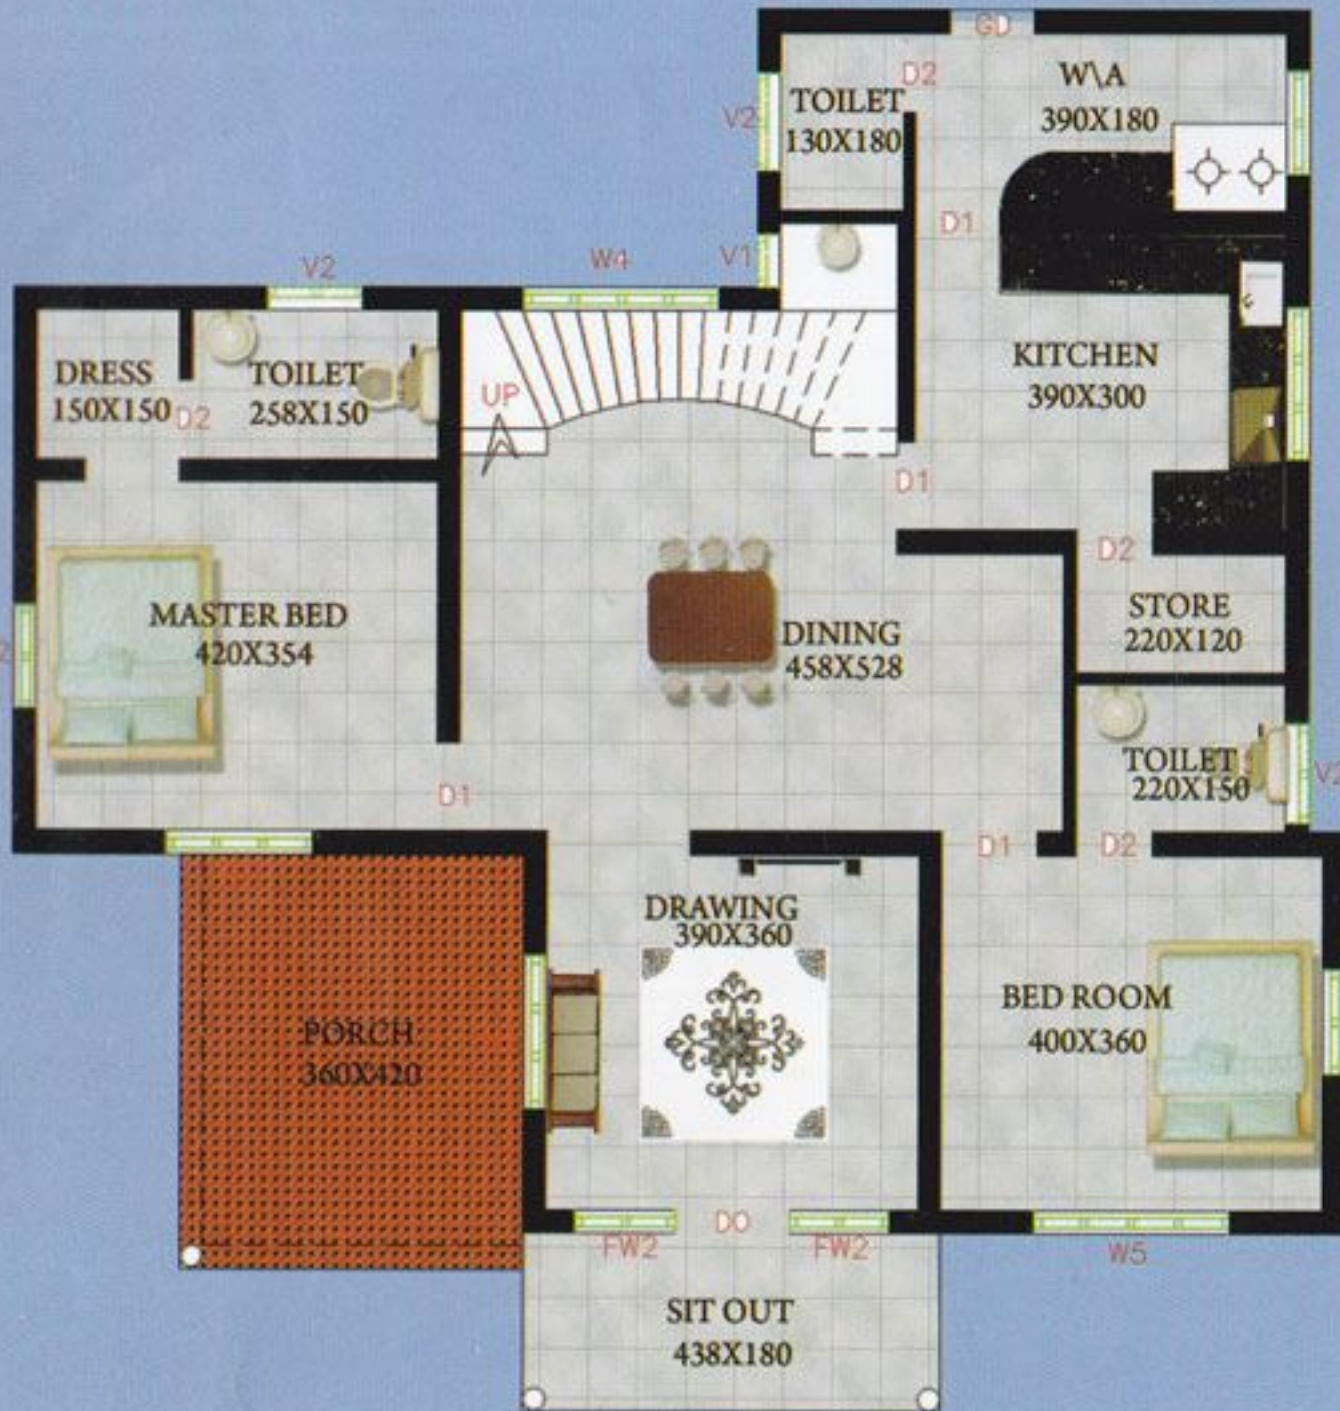 GD
D2
W\A
390X180
TOILET
130X180
V2
D1
V1
V2
W4
DRESS
150X150
D2
TOILET
258X150
UP
KITCHEN
390X300
D1
D2
MASTER BED
420X354
DINING
458X528
STORE
220X120
TOILET
220X150
D1
D1
D2
DRAWING
390X360
PORCH
360X420
BED ROOM
400X360
FW2
DO
FW2
W5
SIT OUT
438X180